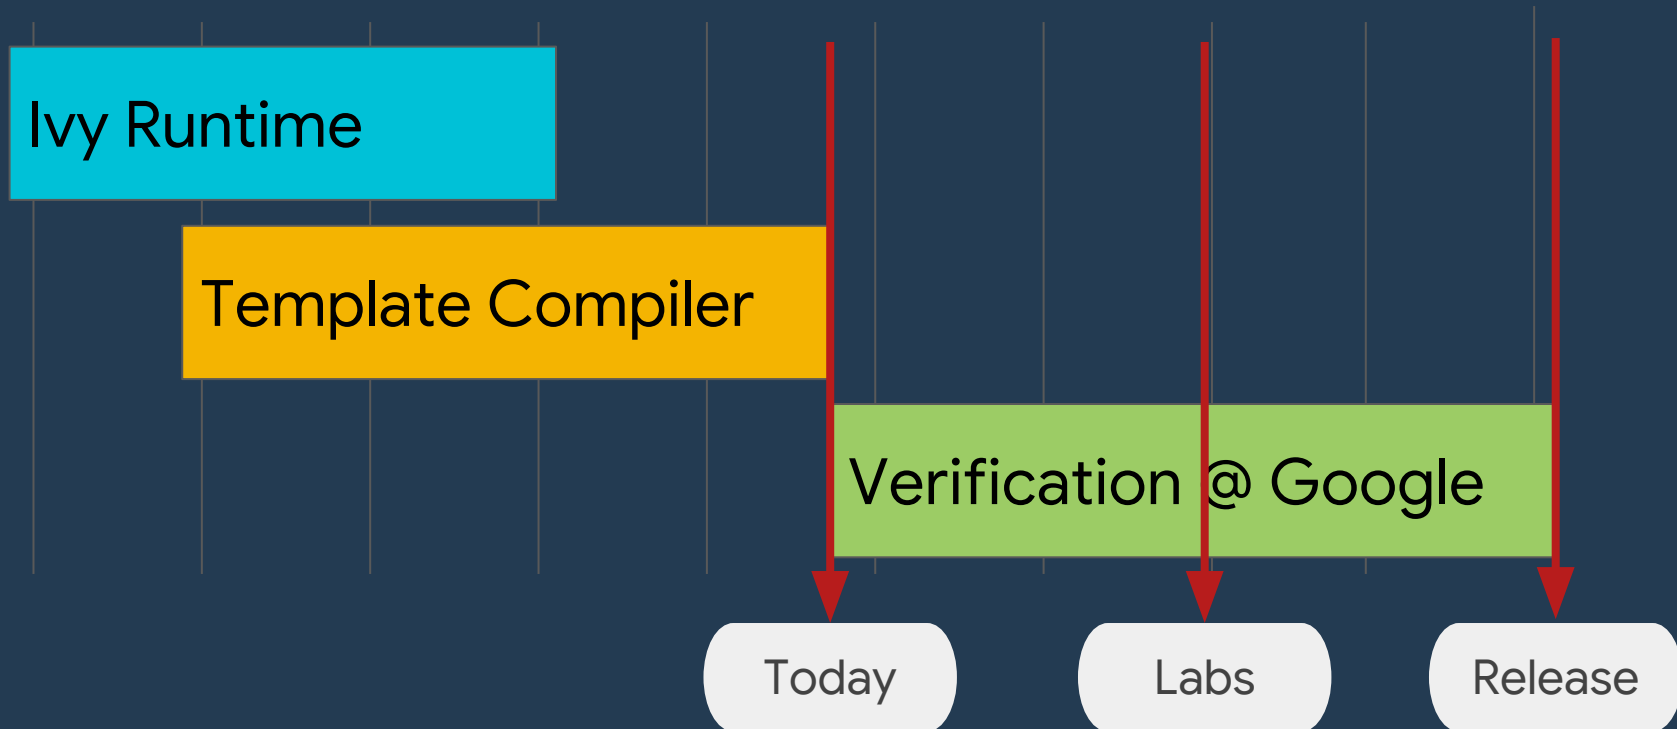 Ivy Runtime
Template Compiler
Verification @ Google
Today
Labs
Release